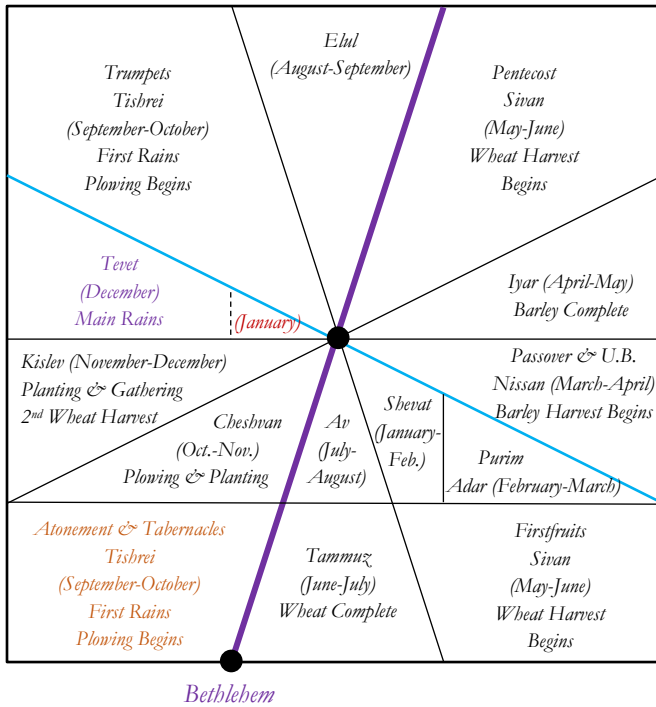 Elul
(August-September)
Trumpets
Tishrei
(September-October)
First Rains
Plowing Begins
Pentecost
Sivan
(May-June)
Wheat Harvest
Begins
Tevet
(December)
Main Rains
(January)
Iyar (April-May)
Barley Complete
Kislev (November-December)
Planting & Gathering
2nd Wheat Harvest
Cheshvan
(Oct.-Nov.)
Plowing & Planting
Av
(July-
August)
Shevat
(January-
Feb.)
Passover & U.B.
Nissan (March-April)
Barley Harvest Begins
Purim
Adar (February-March)
Atonement & Tabernacles
Tishrei
(September-October)
First Rains
Plowing Begins
Tammuz
(June-July)
Wheat Complete
Firstfruits
Sivan
(May-June)
Wheat Harvest
Begins
Bethlehem